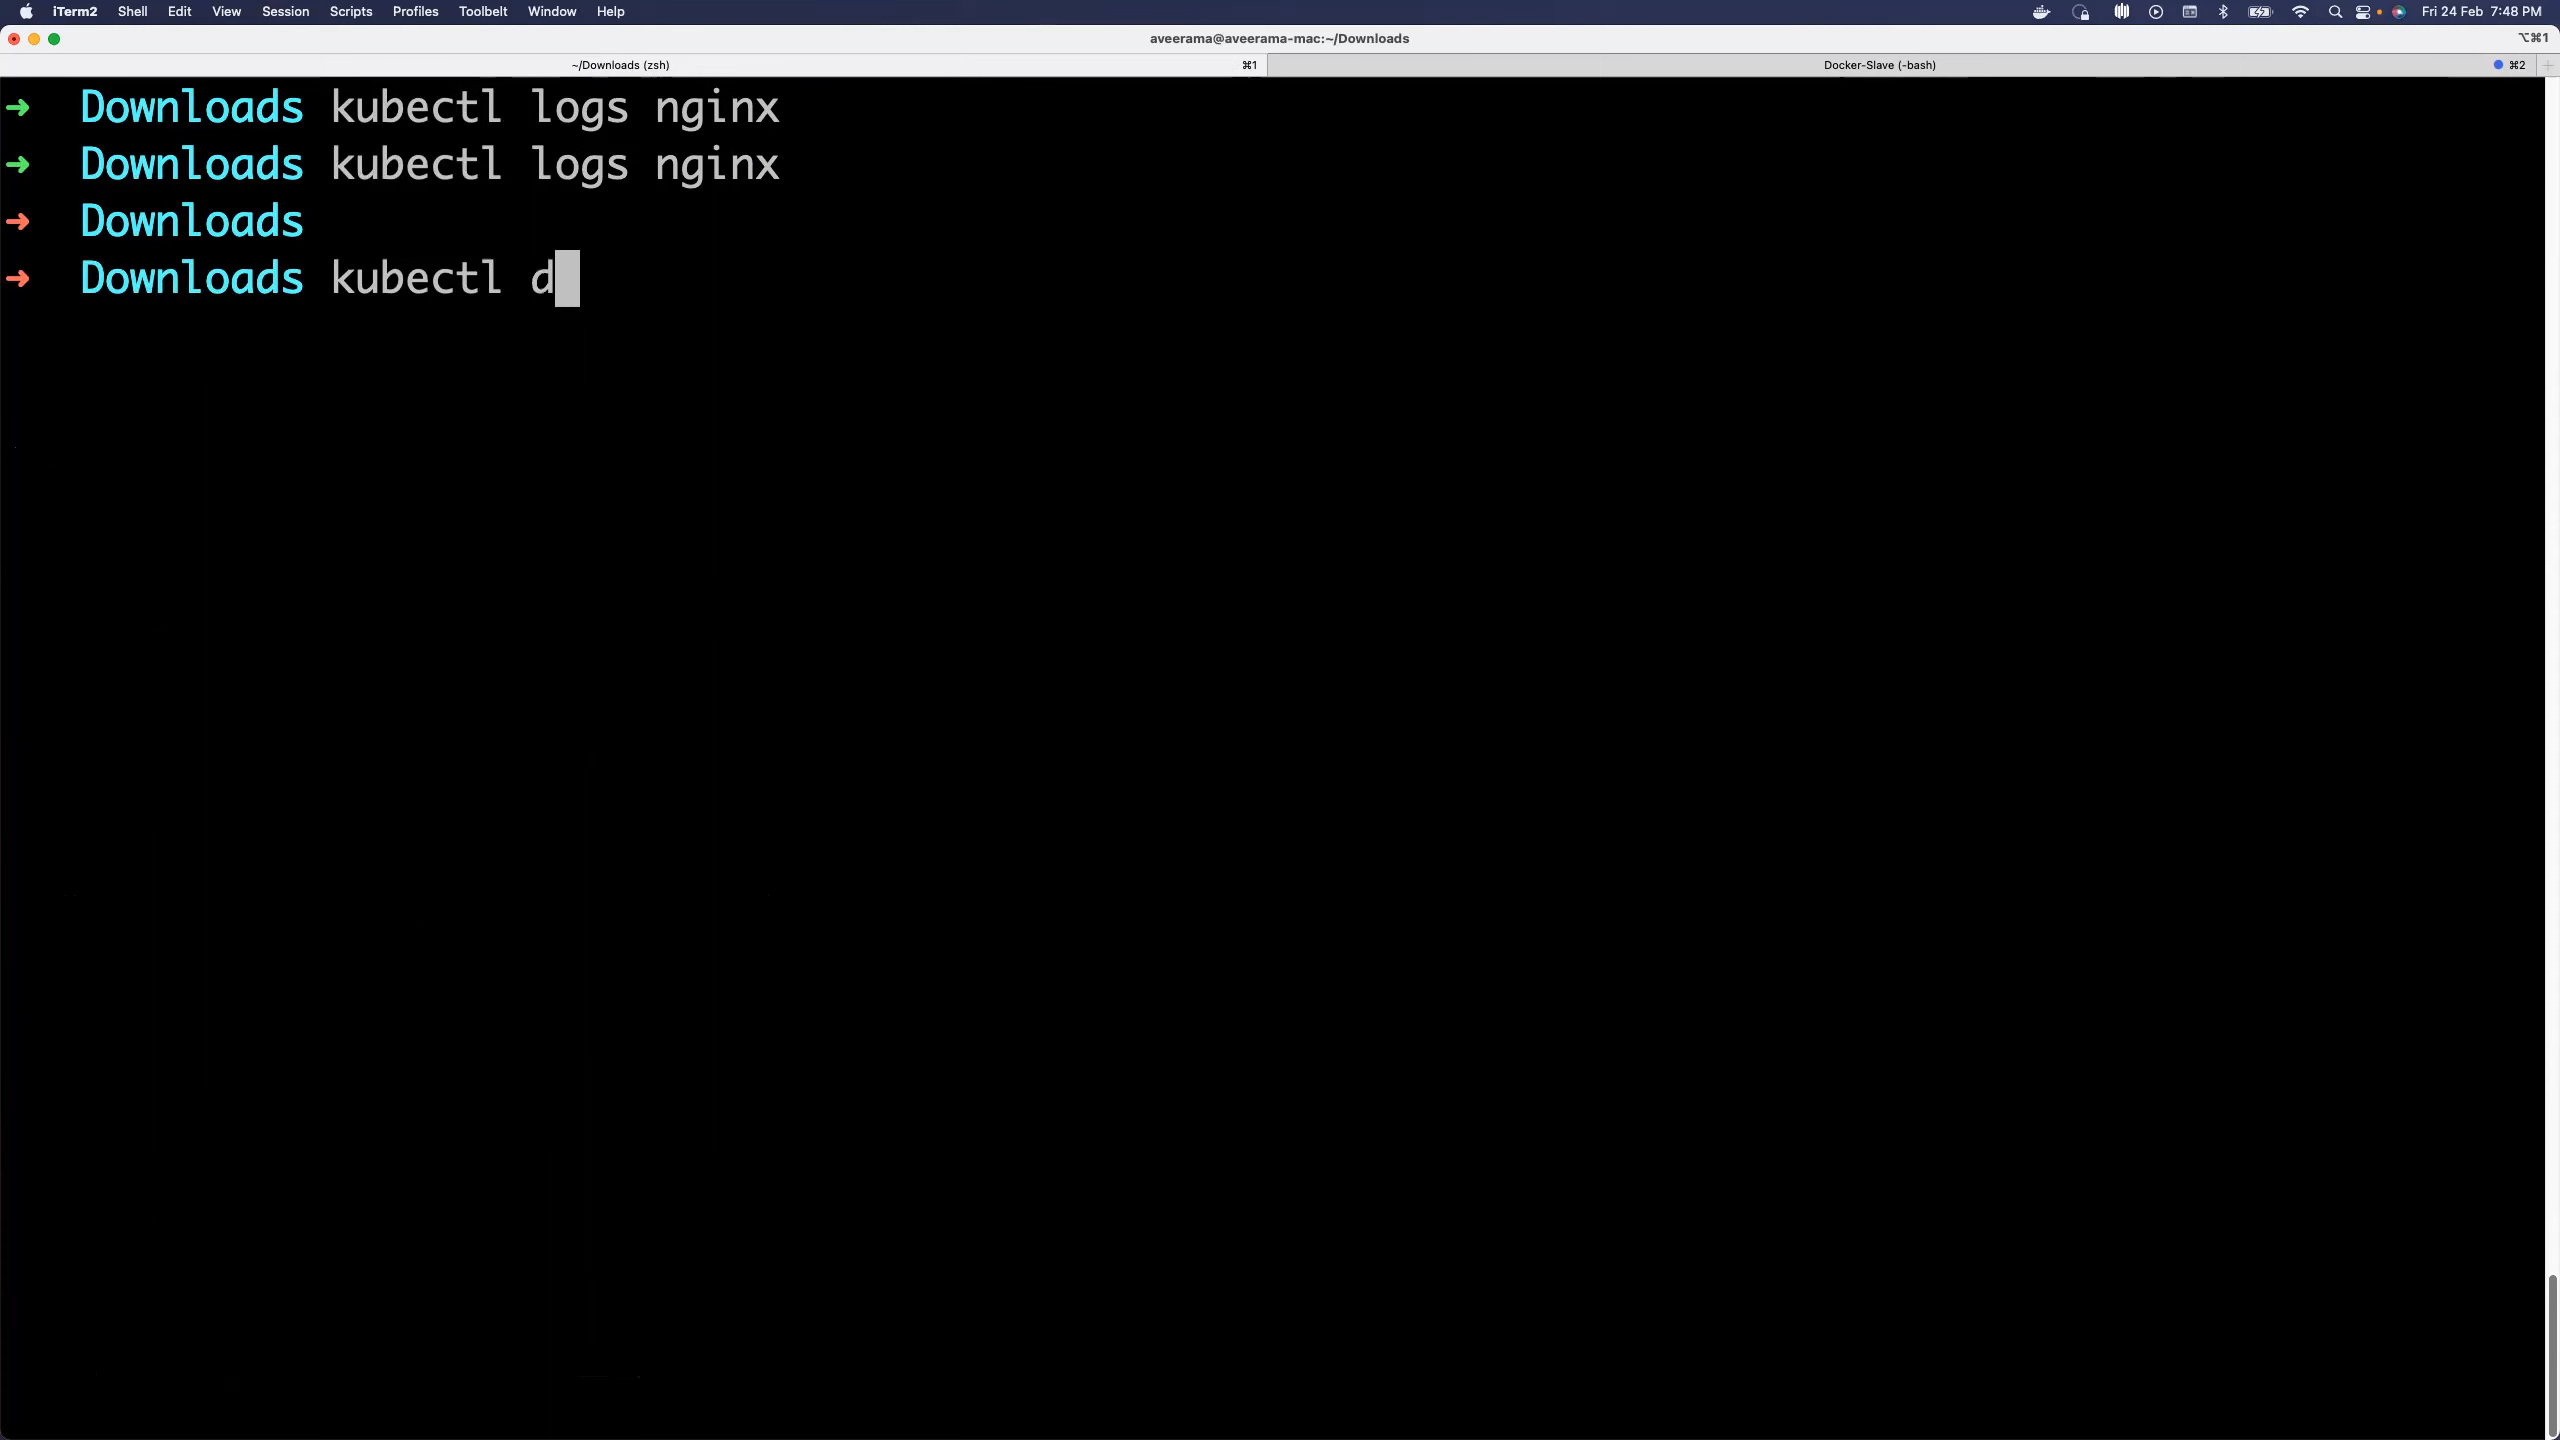 iTerm2 Shell Edit View Session Scripts Profiles Toolbelt Window Help Fri 24 Feb 7:48 PM
aveerama@aveerama-mac:~/Downloads ⌥⌘1
~/Downloads (zsh) ⌘1 Docker-Slave (-bash) ⌘2
➜ Downloads kubectl logs nginx
➜ Downloads kubectl logs nginx
➜ Downloads
➜ Downloads kubectl d